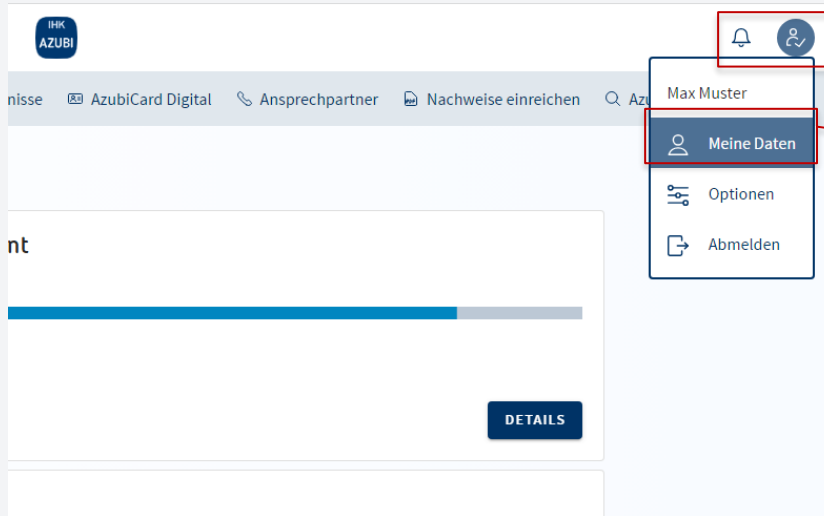 IHK
AZUBI
nisse AzubiCard Digital Ansprechpartner Nachweise einreichen Azu
Max Muster
Meine Daten
Optionen
Abmelden
nt
DETAILS